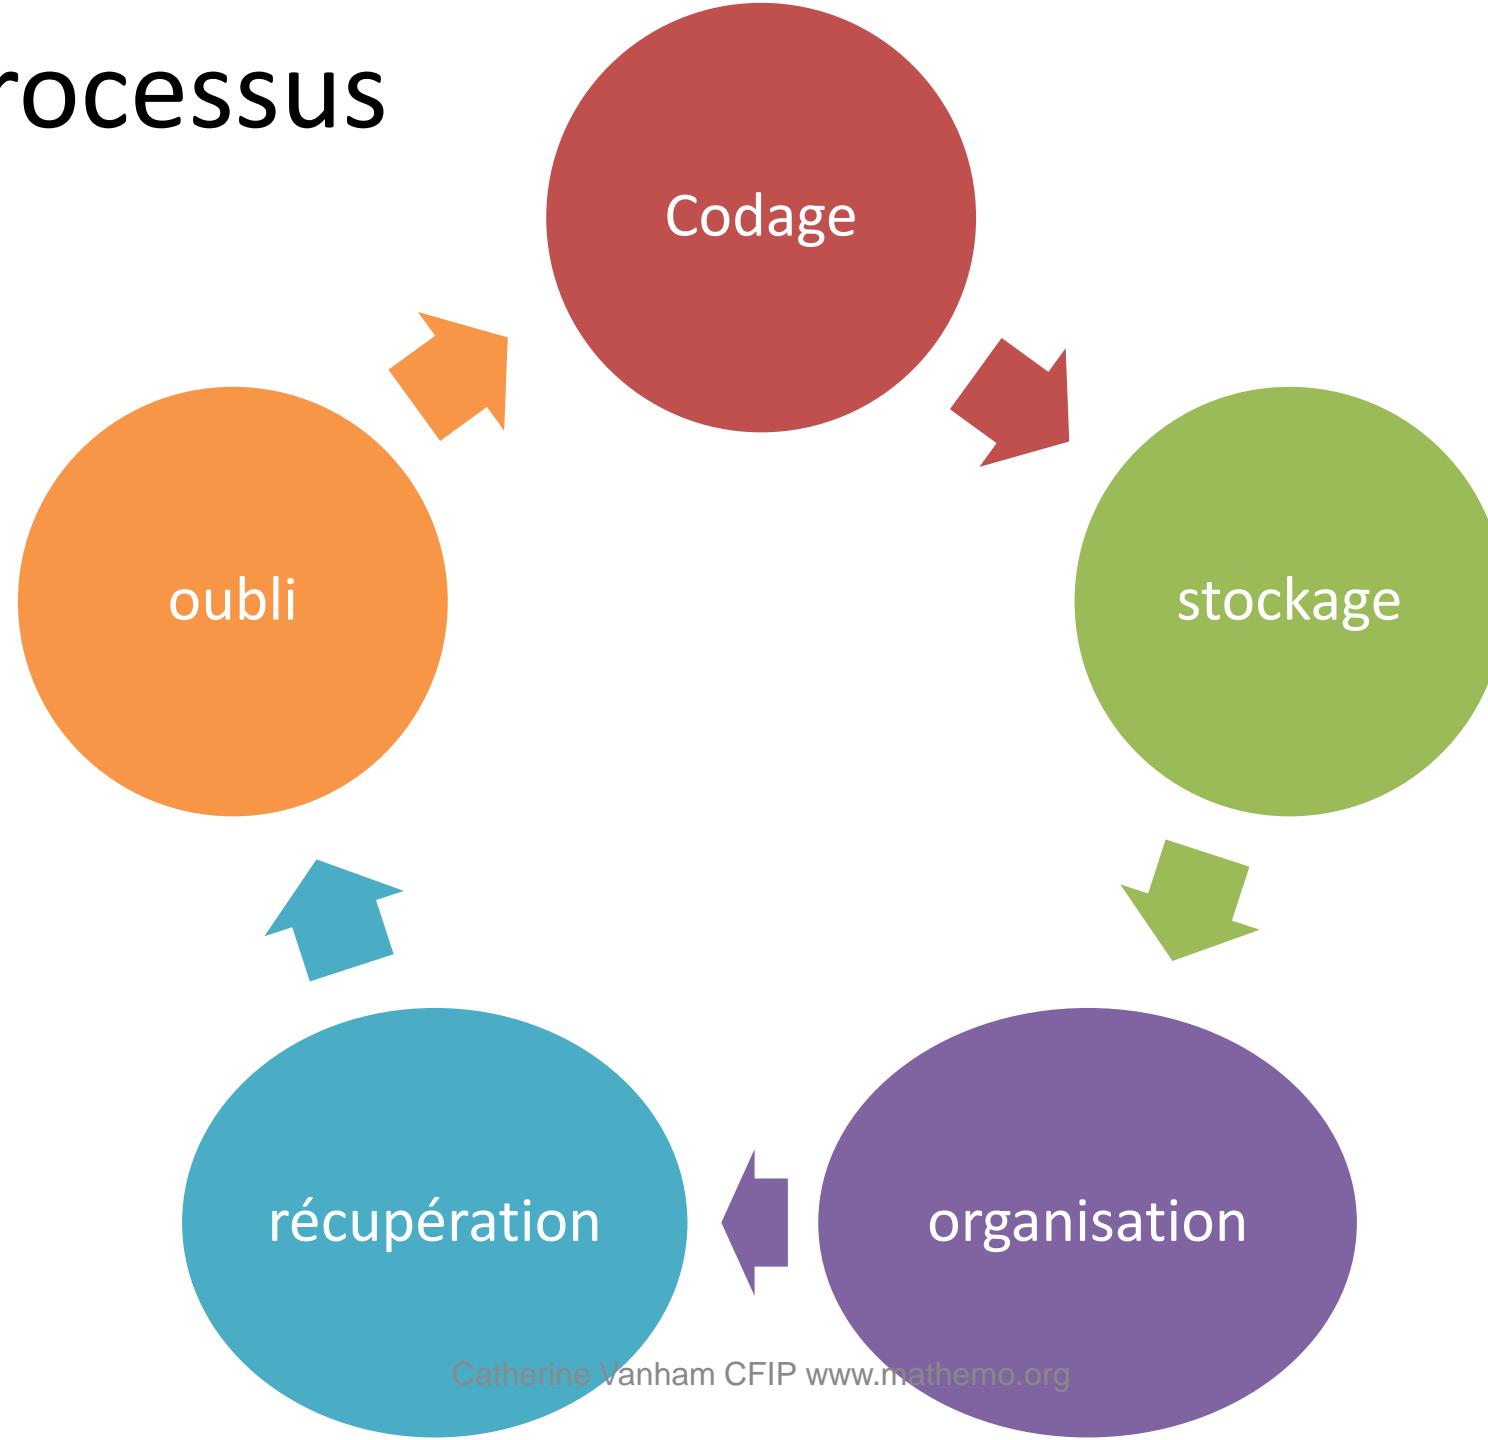 rocessus
Codage
stockage
organisation
récupération
oubli
Catherine Vanham CFIP www.mathemo.org